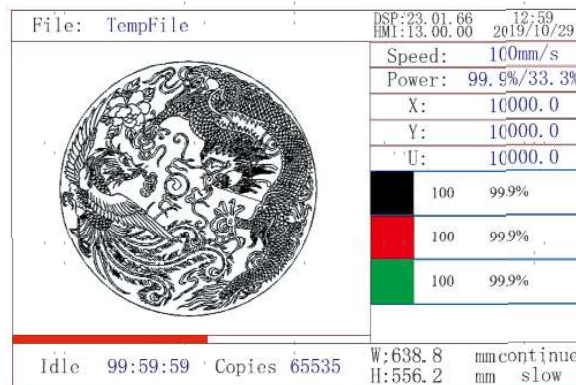 File: TempFile
DSP:23.01.66 12:59
HMI:13.00.00 2019/10/29
Speed: 100mm/s
Power: 99.9%/33.3%
X: 10000.0
Y: 10000.0
U: 10000.0
100 99.9%
100 99.9%
100 99.9%
Idle 99:59:59 Copies 65535
W:638.8 mm continue
H:556.2 mm slow